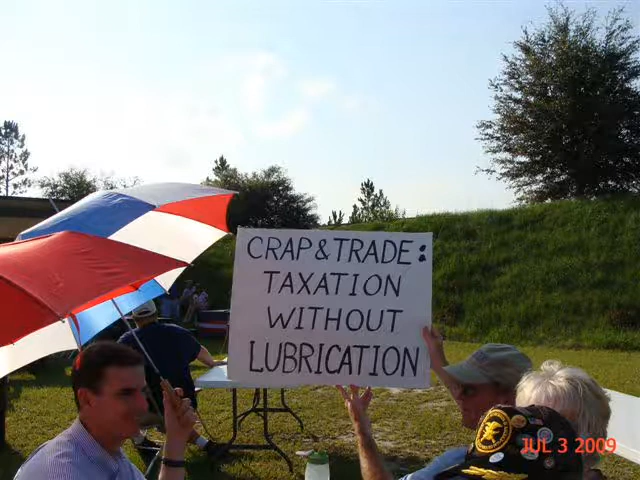 CRAP & TRADE:
TAXATION
WITHOUT
LUBRICATION
JUL 3 2009